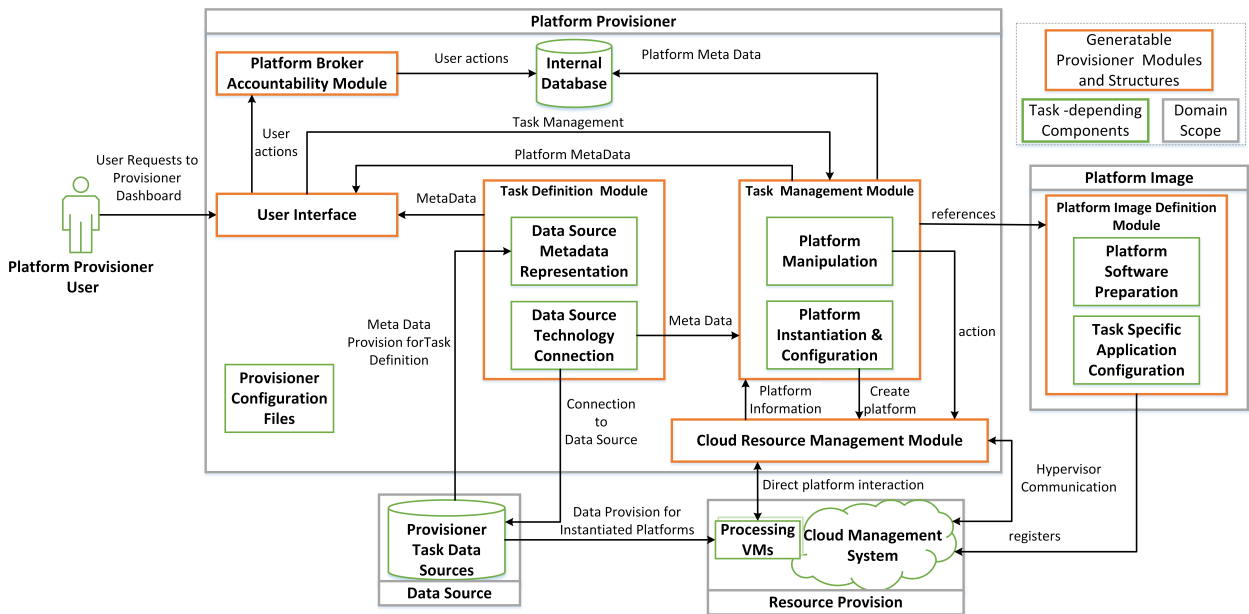 Platform Provisioner
Platform Broker
Accountability Module
User actions
Internal
Database
Platform Meta Data
Generatable
Provisioner Modules
and Structures
Task -depending
Components
Domain
Scope
User
actions
Task Management
Platform MetaData
User Requests to
Provisioner
Dashboard
User Interface
MetaData
Task Definition Module
Data Source
Metadata
Representation
Data Source
Technology
Connection
Meta Data
Task Management Module
Platform
Manipulation
Platform
Instantiation &
Configuration
references
action
Platform Image
Platform Image Definition
Module
Platform
Software
Preparation
Task Specific
Application
Configuration
Platform Provisioner
User
Meta Data
Provision forTask
Definition
Provisioner
Configuration
Files
Connection
to
Data Source
Platform
Information
Create
platform
Cloud Resource Management Module
Direct platform interaction
Hypervisor
Communication
registers
Provisioner
Task Data
Sources
Data Source
Data Provision for
Instantiated Platforms
Processing
VMs
Cloud Management
System
Resource Provision